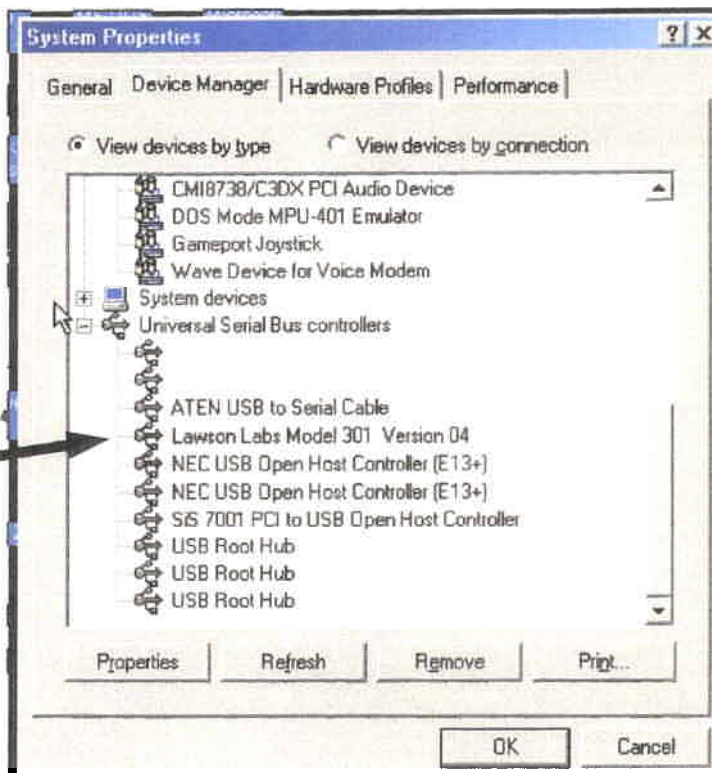 System Properties
General Device Manager Hardware Profiles Performance
View devices by type View devices by connection
CMI8738/C3DX PCI Audio Device
DOS Mode MPU-401 Emulator
Gameport Joystick
Wave Device for Voice Modem
System devices
Universal Serial Bus controllers
ATEN USB to Serial Cable
Lawson Labs Model 301 Version 04
NEC USB Open Host Controller (E13+)
NEC USB Open Host Controller (E13+)
SiS 7001 PCI to USB Open Host Controller
USB Root Hub
USB Root Hub
USB Root Hub
Properties Refresh Remove Print...
OK Cancel